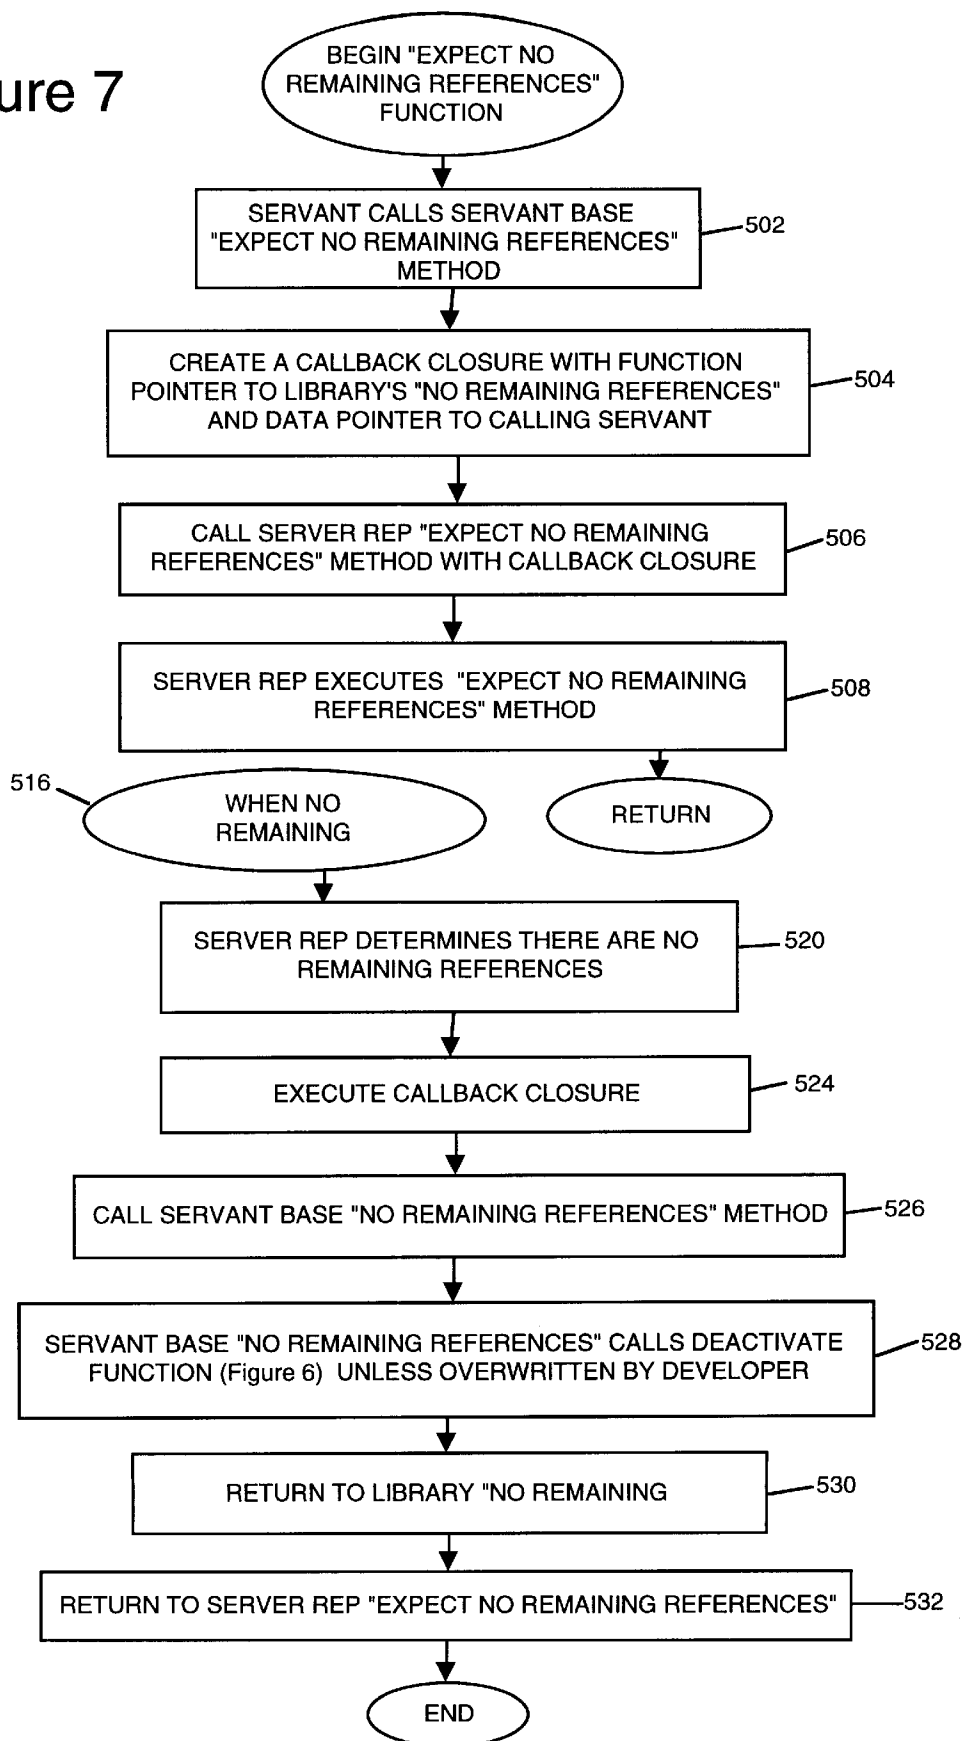 ure 7
BEGIN "EXPECT NO
REMAINING REFERENCES"
FUNCTION
SERVANT CALLS SERVANT BASE
"EXPECT NO REMAINING REFERENCES"
METHOD
502
CREATE A CALLBACK CLOSURE WITH FUNCTION
POINTER TO LIBRARY'S "NO REMAINING REFERENCES"
AND DATA POINTER TO CALLING SERVANT
504
CALL SERVER REP "EXPECT NO REMAINING
REFERENCES" METHOD WITH CALLBACK CLOSURE
506
SERVER REP EXECUTES "EXPECT NO REMAINING
REFERENCES" METHOD
508
516
WHEN NO
REMAINING
RETURN
SERVER REP DETERMINES THERE ARE NO
REMAINING REFERENCES
520
EXECUTE CALLBACK CLOSURE
524
CALL SERVANT BASE "NO REMAINING REFERENCES" METHOD
526
SERVANT BASE "NO REMAINING REFERENCES" CALLS DEACTIVATE
FUNCTION (Figure 6) UNLESS OVERWRITTEN BY DEVELOPER
528
RETURN TO LIBRARY "NO REMAINING
530
RETURN TO SERVER REP "EXPECT NO REMAINING REFERENCES"
532
END